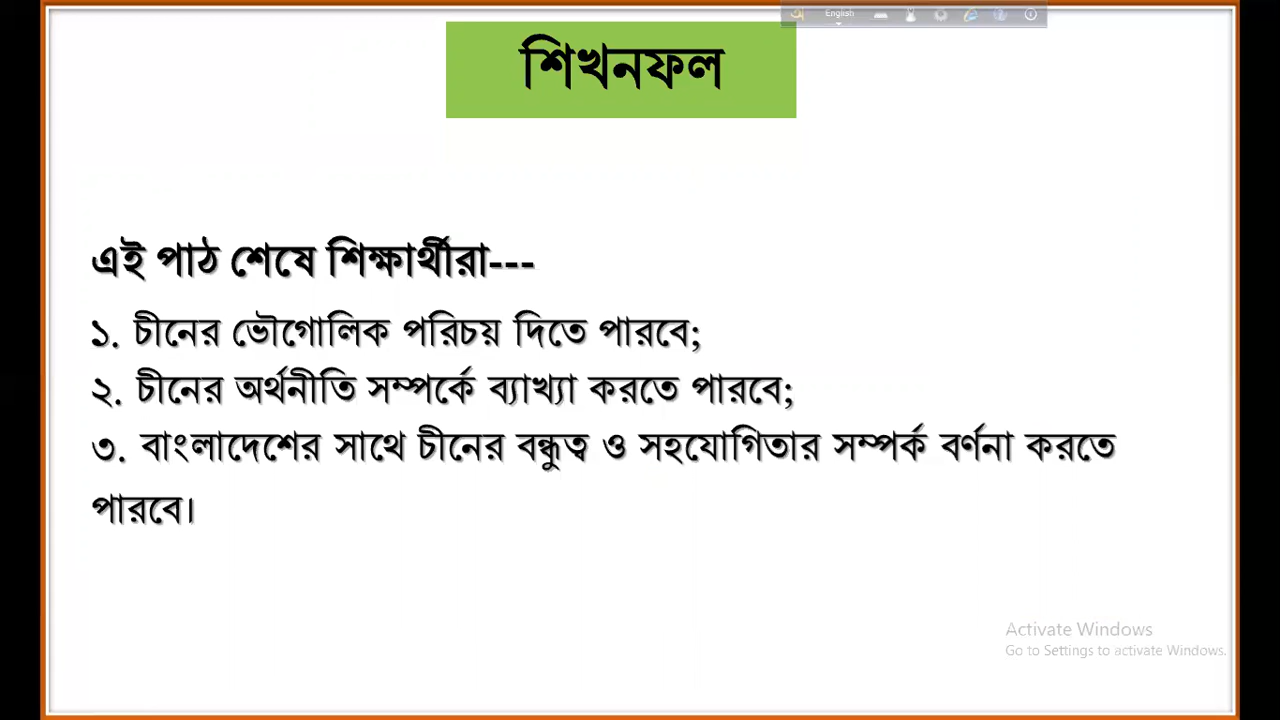 অ English
শিখনফল
এই পাঠ শেষে শিক্ষার্থীরা---
১. চীনের ভৌগোলিক পরিচয় দিতে পারবে;
২. চীনের অর্থনীতি সম্পর্কে ব্যাখ্যা করতে পারবে;
৩. বাংলাদেশের সাথে চীনের বন্ধুত্ব ও সহযোগিতার সম্পর্ক বর্ণনা করতে
পারবে।
Activate Windows
Go to Settings to activate Windows.